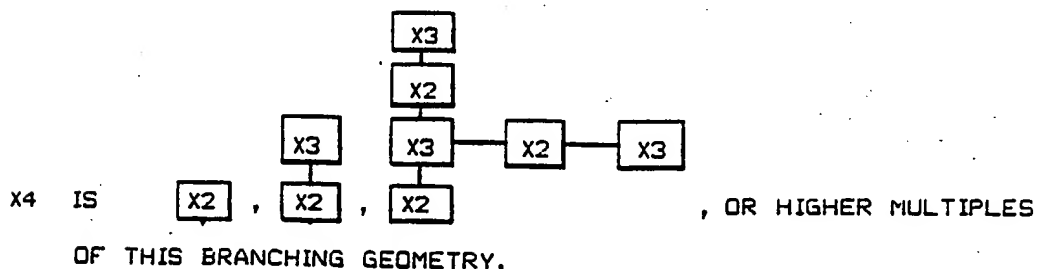 X3
X2
X3 X3 X2 X3
X4 IS X2 , X2 , X2 , OR HIGHER MULTIPLES
OF THIS BRANCHING GEOMETRY.